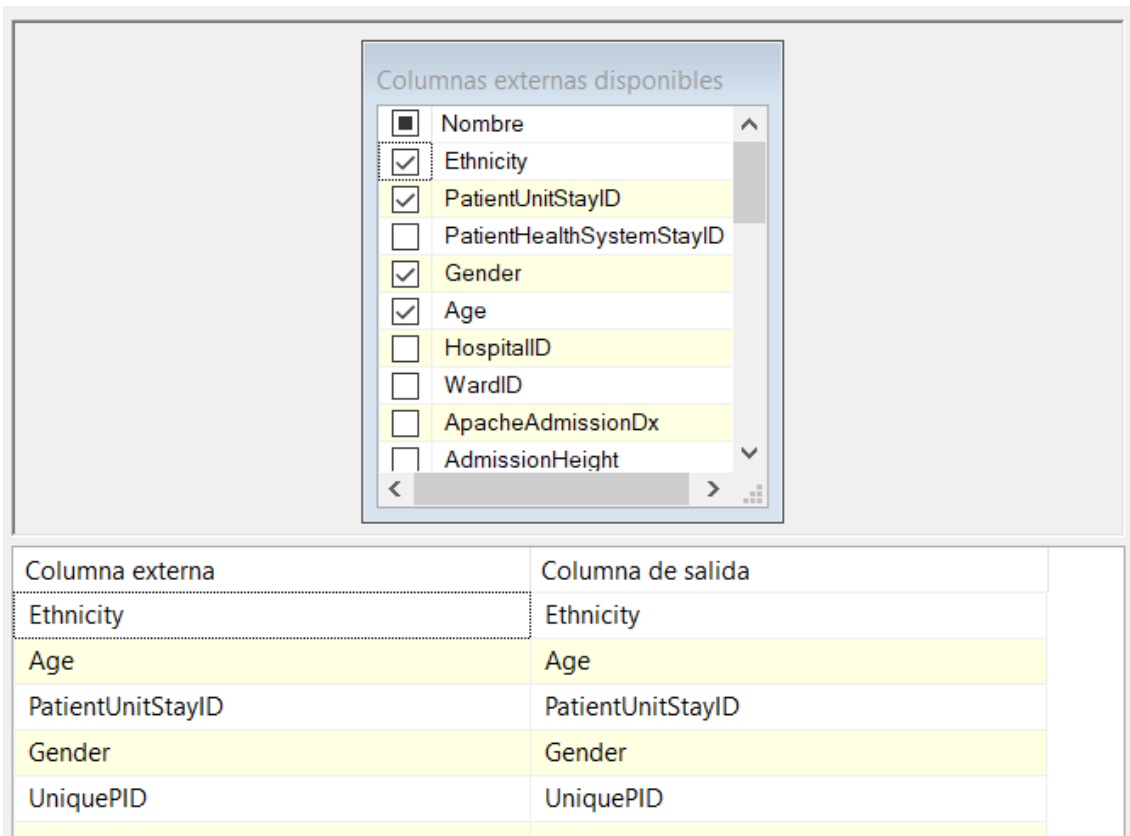 Columnas externas disponibles
Nombre
Ethnicity
PatientUnitStayID
PatientHealthSystemStayID
Gender
Age
HospitalID
WardID
ApacheAdmissionDx
AdmissionHeight
Columna externa Columna de salida
Ethnicity Ethnicity
Age Age
PatientUnitStayID PatientUnitStayID
Gender Gender
UniquePID UniquePID